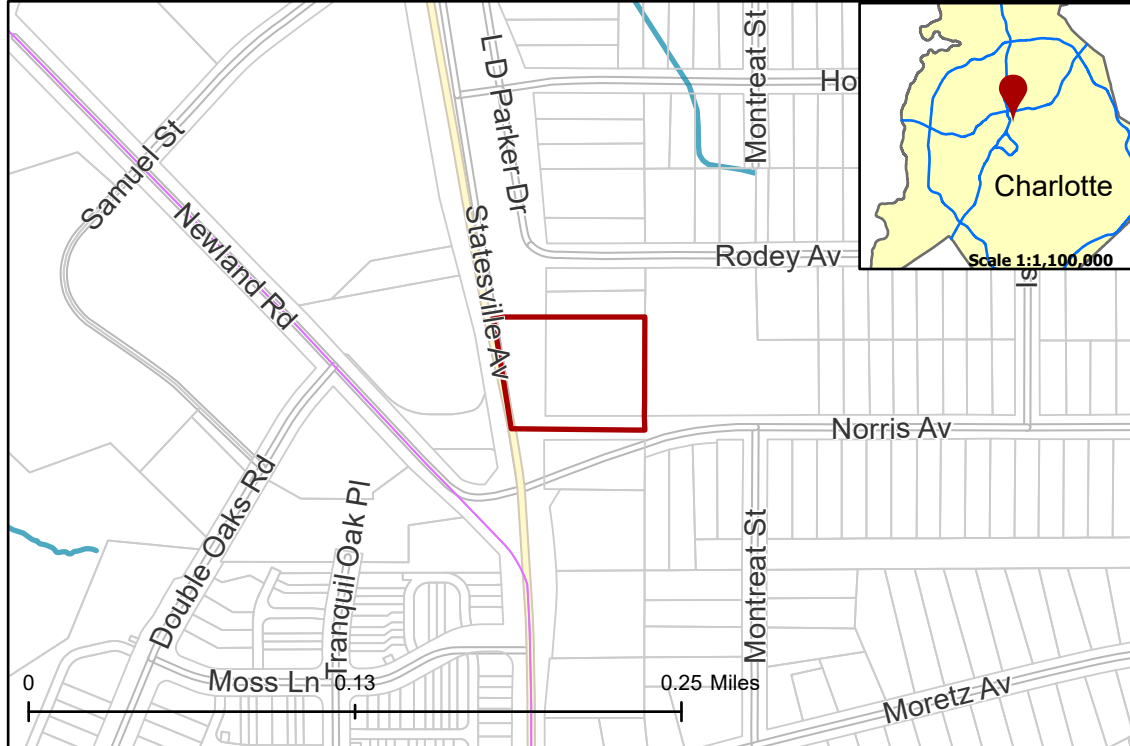 L D Parker Dr
Montreat St
Ho
Samuel St
Newland Rd
Statesville Av
Rodey Av
Charlotte
Scale 1:1,100,000
Is
Norris Av
Double Oaks Rd
Tranquil Oak Pl
Montreat St
Moss Ln
Moretz Av
0 0.13 0.25 Miles